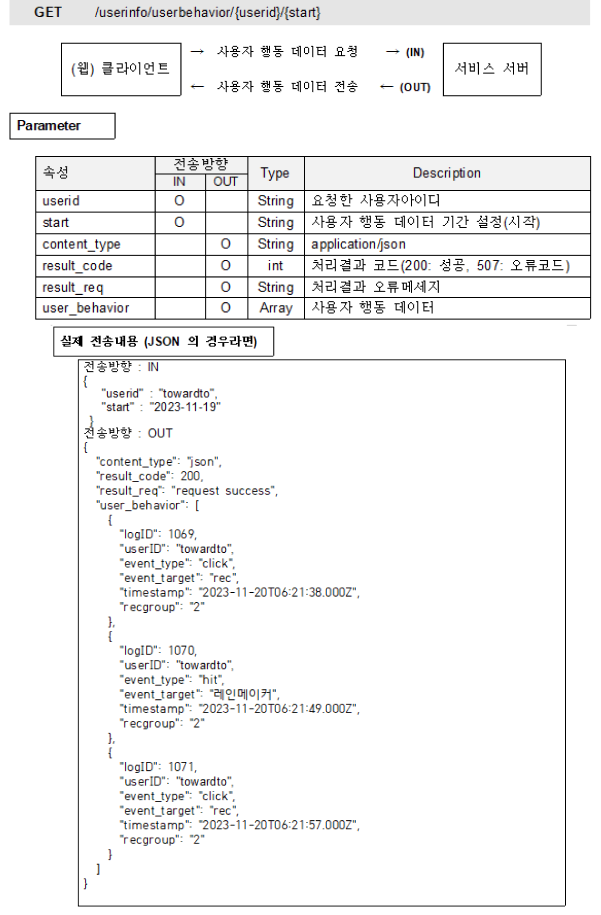 GET /userinfo/userbehavior/{userid}/{start}
(웹) 클라이언트
→ 사용자 행동 데이터 요청 → (IN)
← 사용자 행동 데이터 전송 ← (OUT)
서비스 서버
Parameter
속성 전송방향 Type Description
IN OUT
userid O String 요청한 사용자아이디
start O String 사용자 행동 데이터 기간 설정(시작)
content_type O String application/json
result_code O int 처리결과 코드(200: 성공, 507: 오류코드)
result_req O String 처리결과 오류메세지
user_behavior O Array 사용자 행동 데이터
실제 전송내용 (JSON 의 경우라면)
전송방향 : IN
{
"userid" : "towardto",
"start" : "2023-11-19"
}
전송방향 : OUT
{
"content_type": "json",
"result_code": 200,
"result_req": "request success",
"user_behavior": [
{
"logID": 1069,
"userID": "towardto",
"event_type": "click",
"event_target": "rec",
"timestamp": "2023-11-20T06:21:38.000Z",
"recgroup": "2"
},
{
"logID": 1070,
"userID": "towardto",
"event_type": "hit",
"event_target": "레인메이커",
"timestamp": "2023-11-20T06:21:49.000Z",
"recgroup": "2"
},
{
"logID": 1071,
"userID": "towardto",
"event_type": "click",
"event_target": "rec",
"timestamp": "2023-11-20T06:21:57.000Z",
"recgroup": "2"
}
]
}